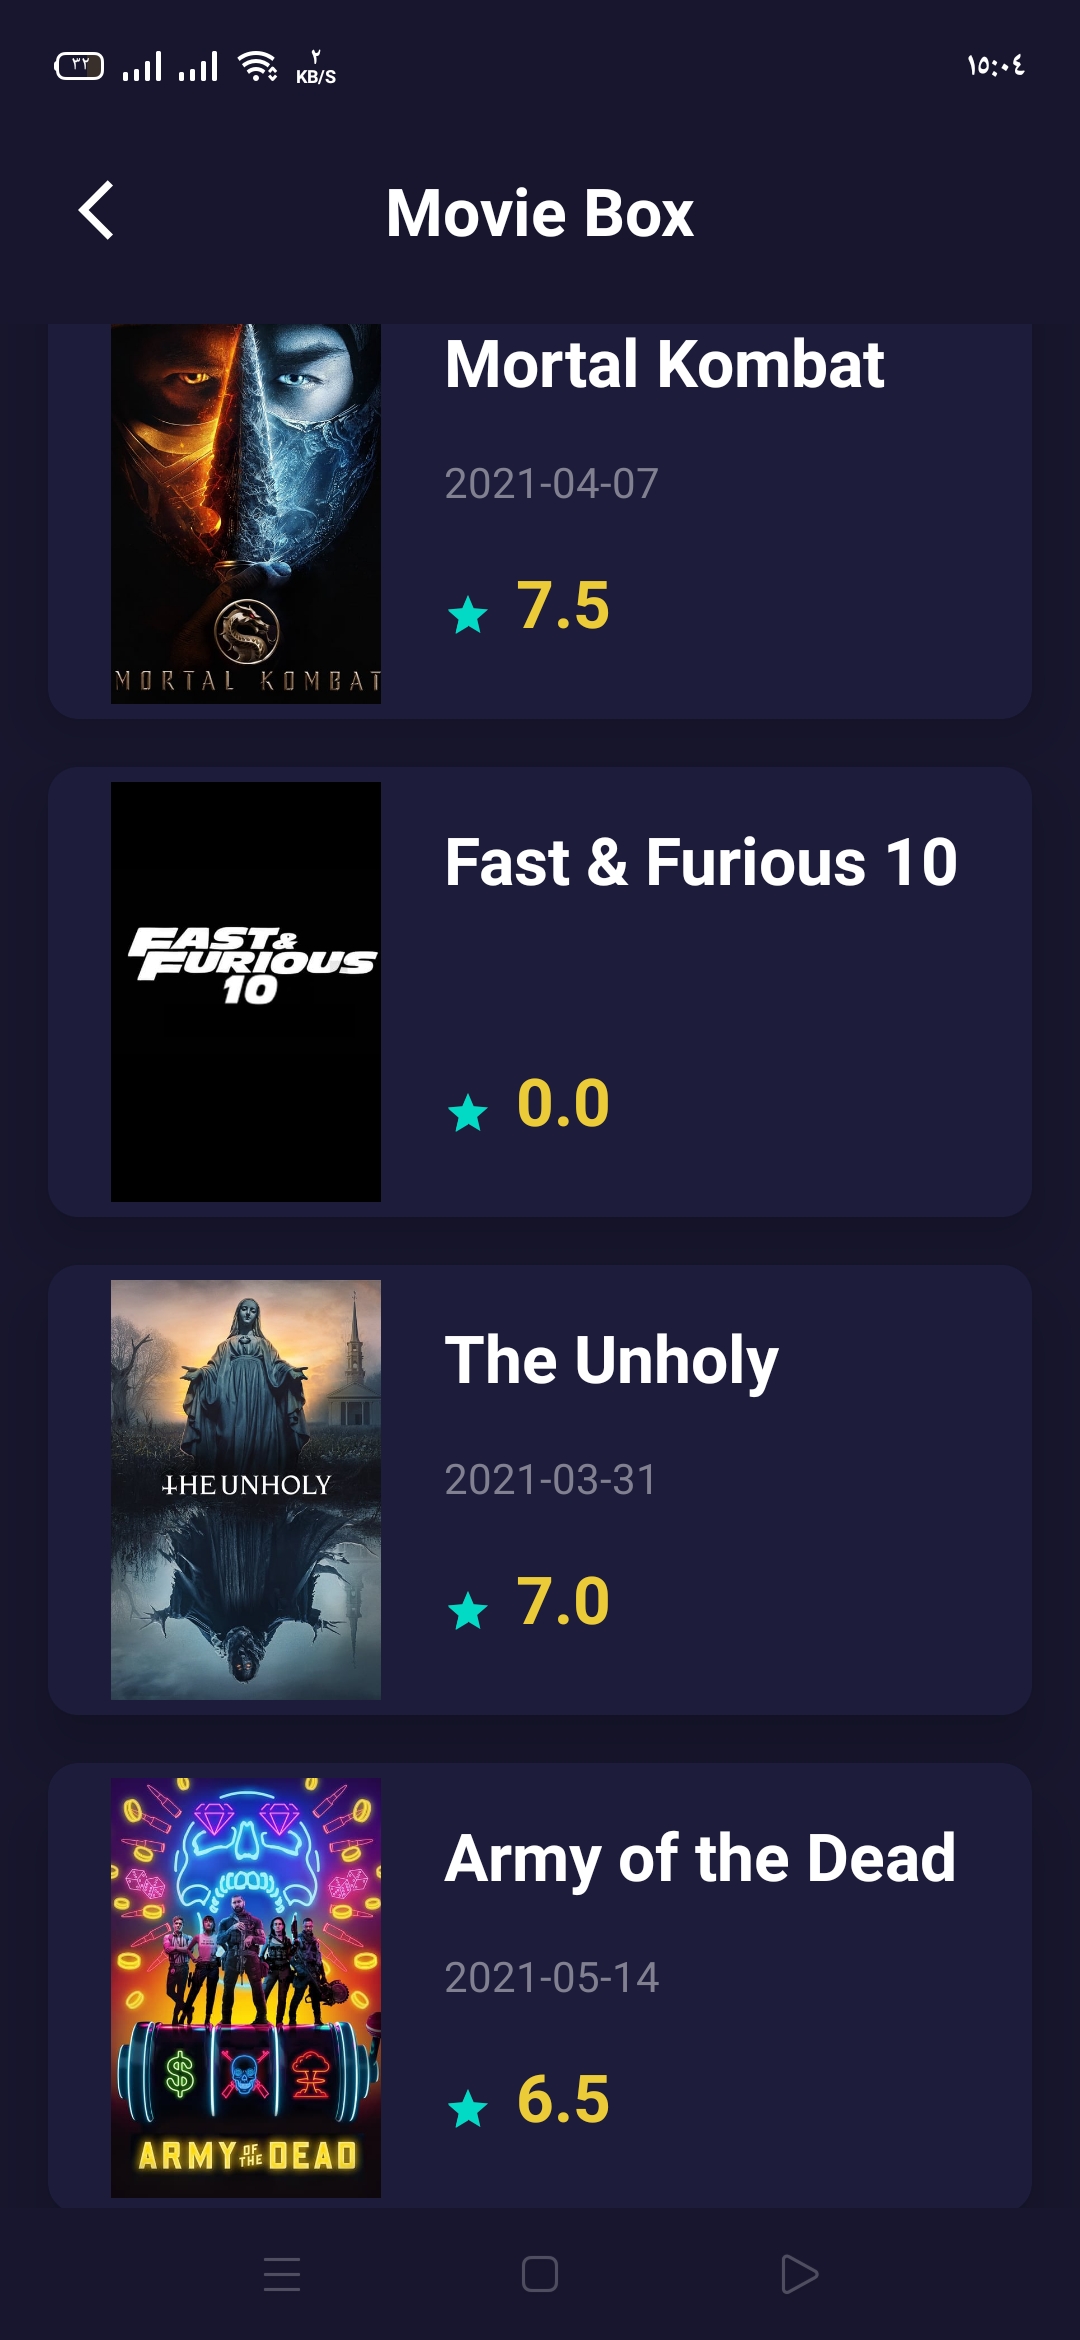 ٣٢
٢
KB/S
١٥:٠٤
Movie Box
Mortal Kombat
2021-04-07
7.5
MORTAL KOMBAT
Fast & Furious 10
FAST &
FURIOUS
10
0.0
The Unholy
2021-03-31
THE UNHOLY
7.0
Army of the Dead
2021-05-14
$
6.5
ARMY OF THE DEAD